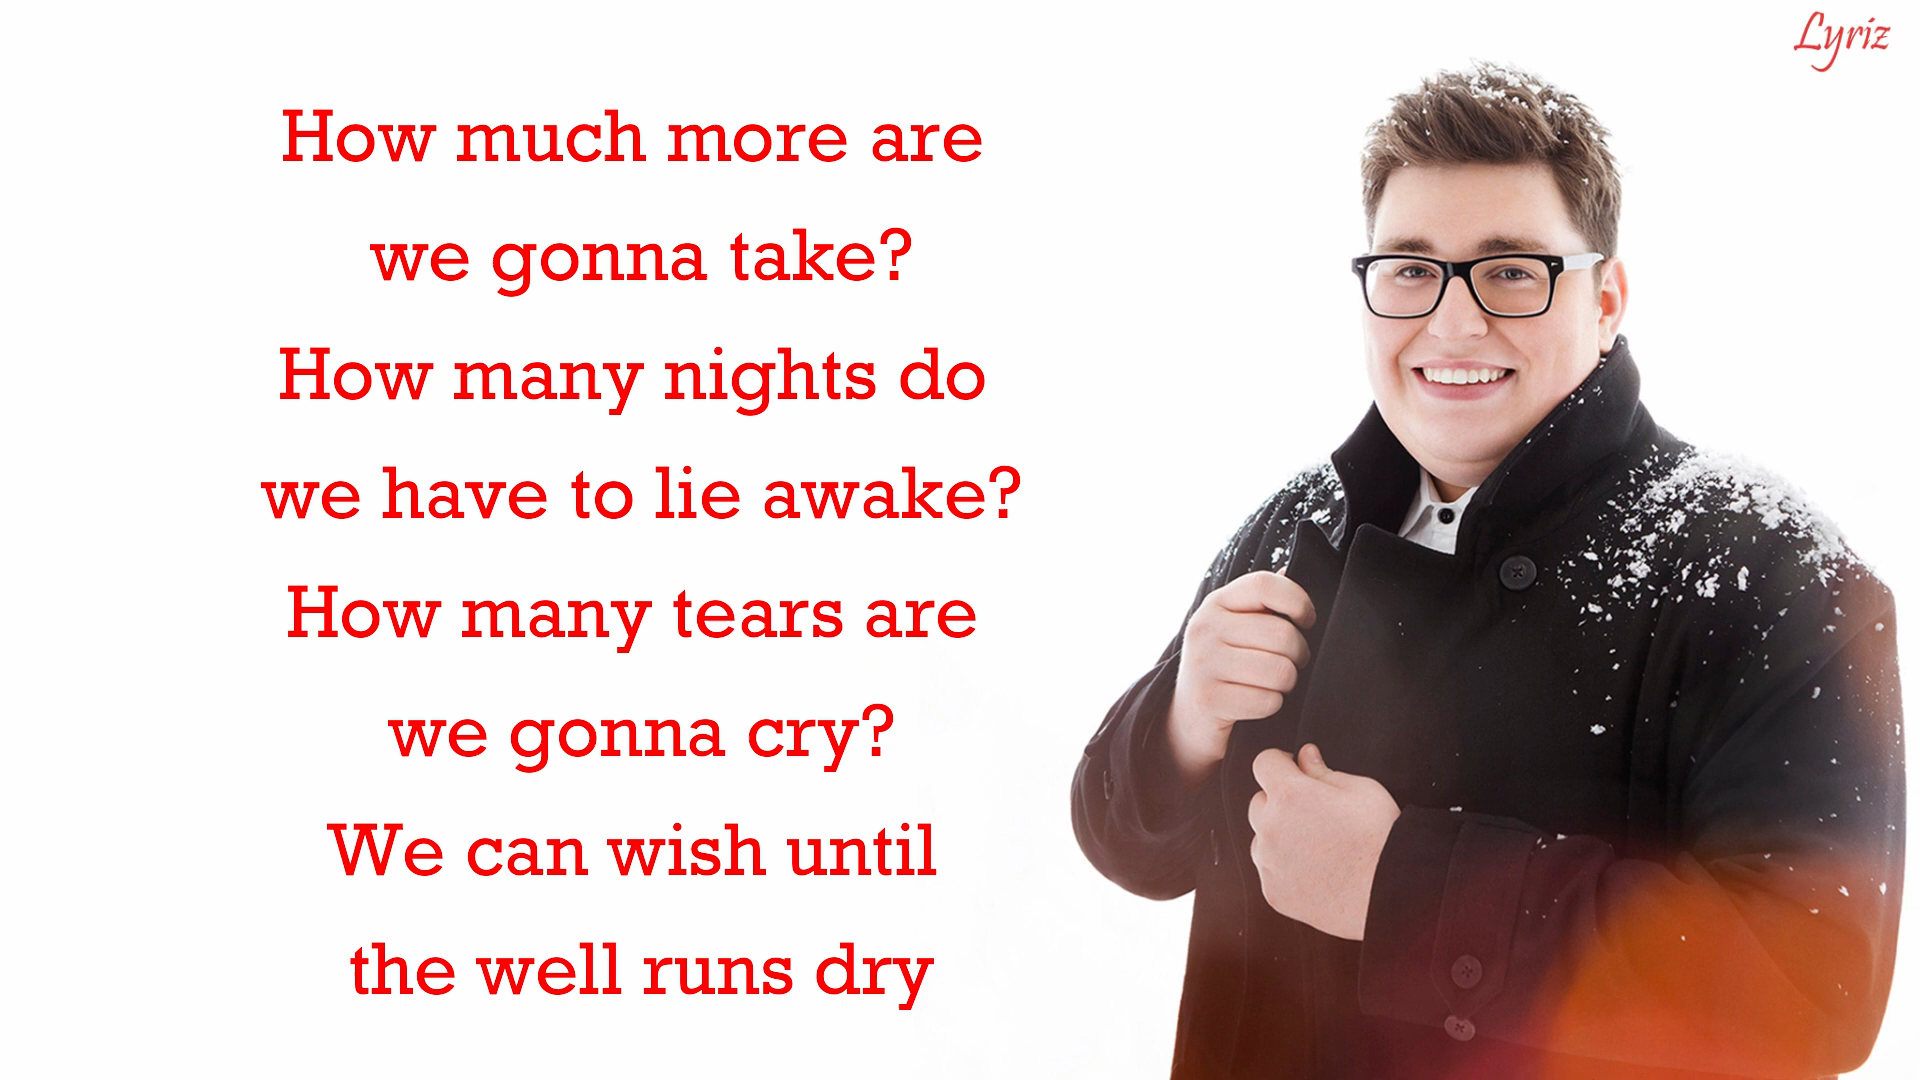 Lyriz
How much more are
we gonna take?
How many nights do
we have to lie awake?
How many tears are
we gonna cry?
We can wish until
the well runs dry